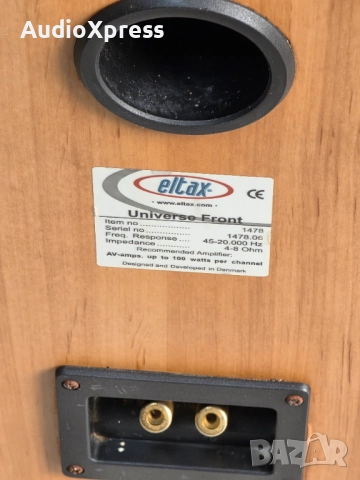 AudioXpress
eltax
• www.eltax.com •
CE
Universe Front
Item no .................. 1478
Serial no ................. 1478.06
Freq. Response .... 45-20.000 Hz
Impedance ............... 4-8 Ohm
Recommended Amplifier:
AV-amps. up to 100 watts per channel
Designed and Developed in Denmark
BAZAR